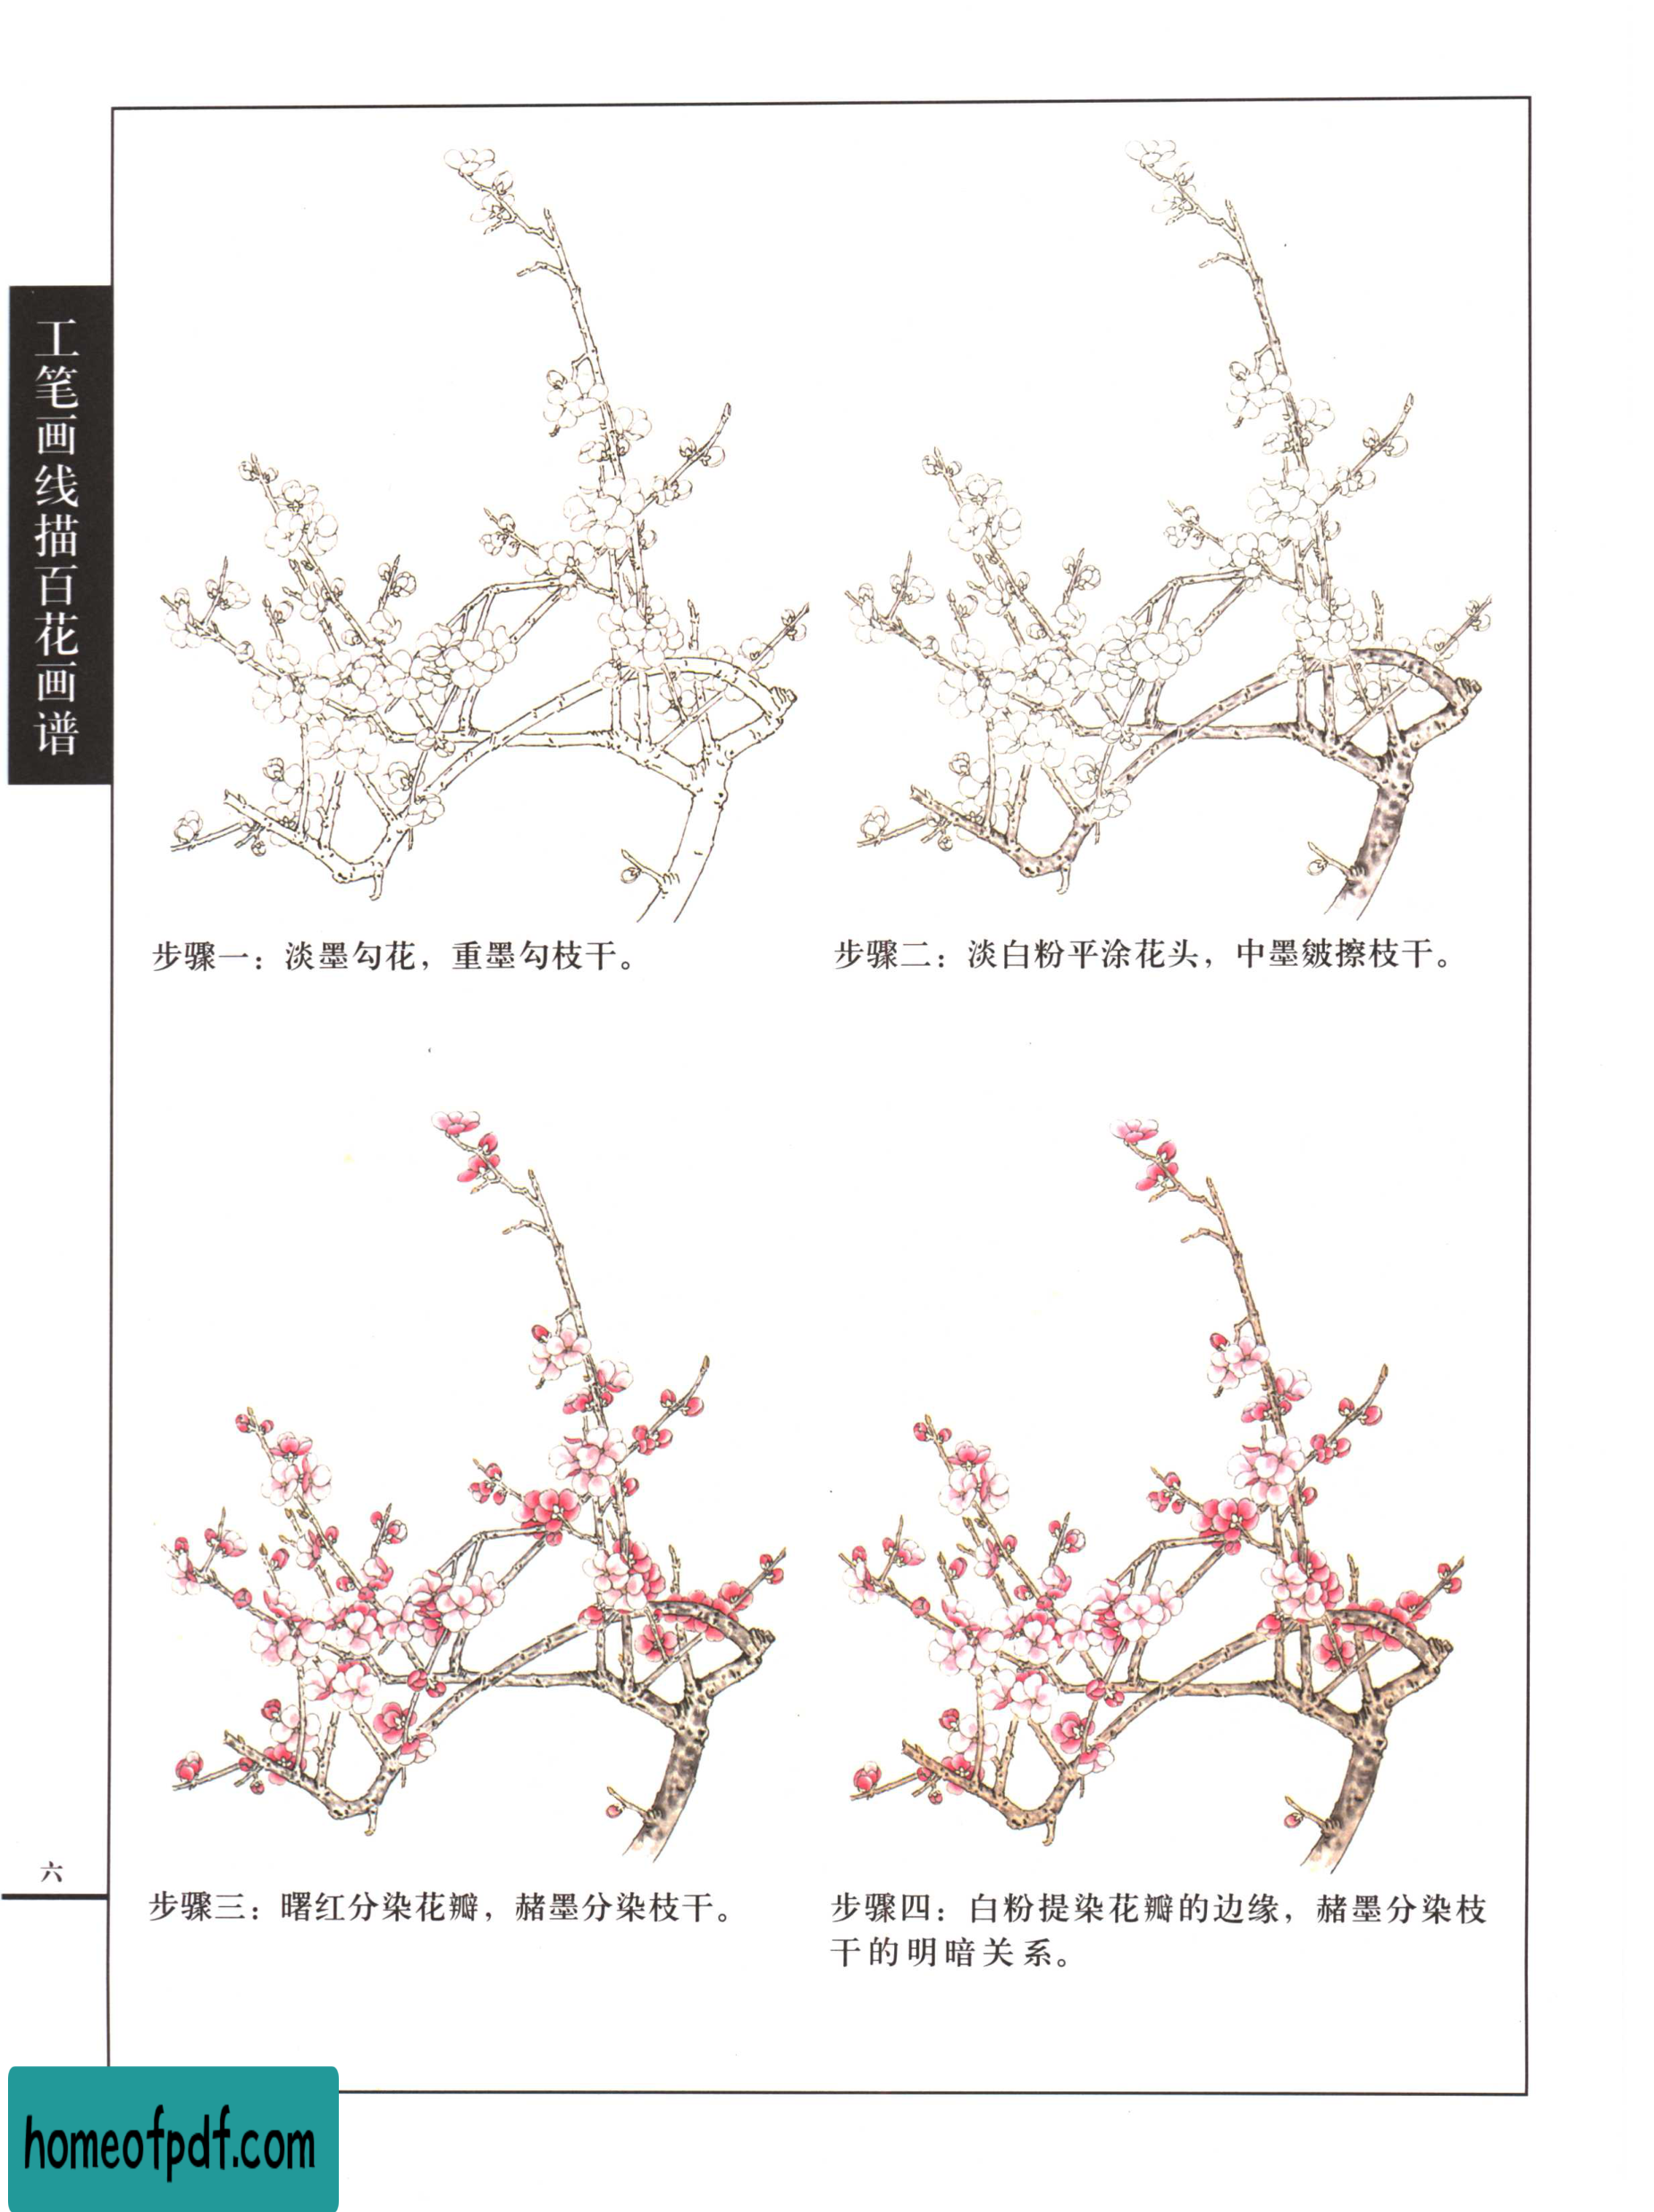 工笔画线描百花画谱
步骤一：淡墨勾花，重墨勾枝干。
步骤二：淡白粉平涂花头，中墨皴擦枝干。
步骤三：曙红分染花瓣，赭墨分染枝干。
步骤四：白粉提染花瓣的边缘，赭墨分染枝
干的明暗关系。
六
homeofpdf.com